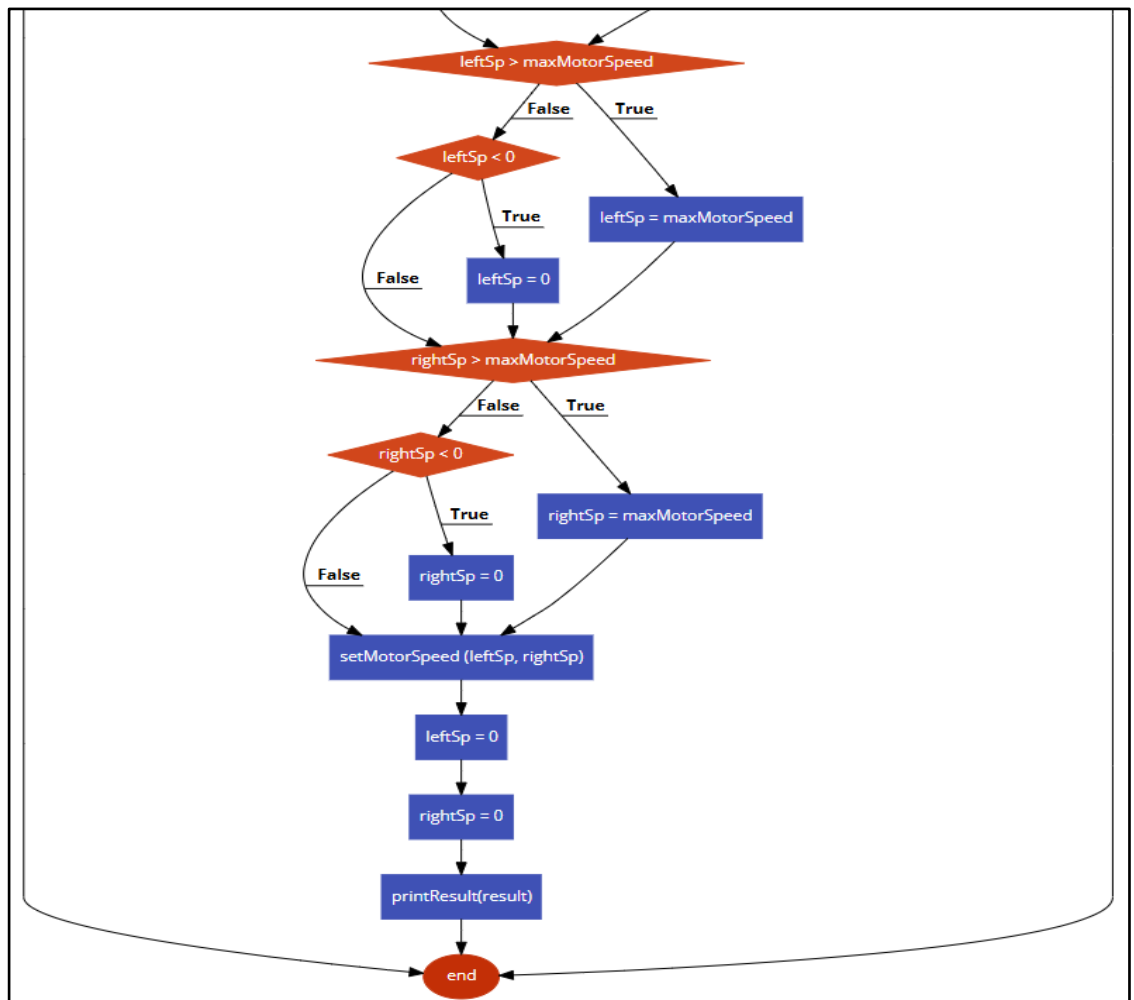 leftSp > maxMotorSpeed
False
True
leftSp < 0
True
leftSp = maxMotorSpeed
False
leftSp = 0
rightSp > maxMotorSpeed
False
True
rightSp < 0
True
rightSp = maxMotorSpeed
False
rightSp = 0
setMotorSpeed (leftSp, rightSp)
leftSp = 0
rightSp = 0
printResult(result)
end